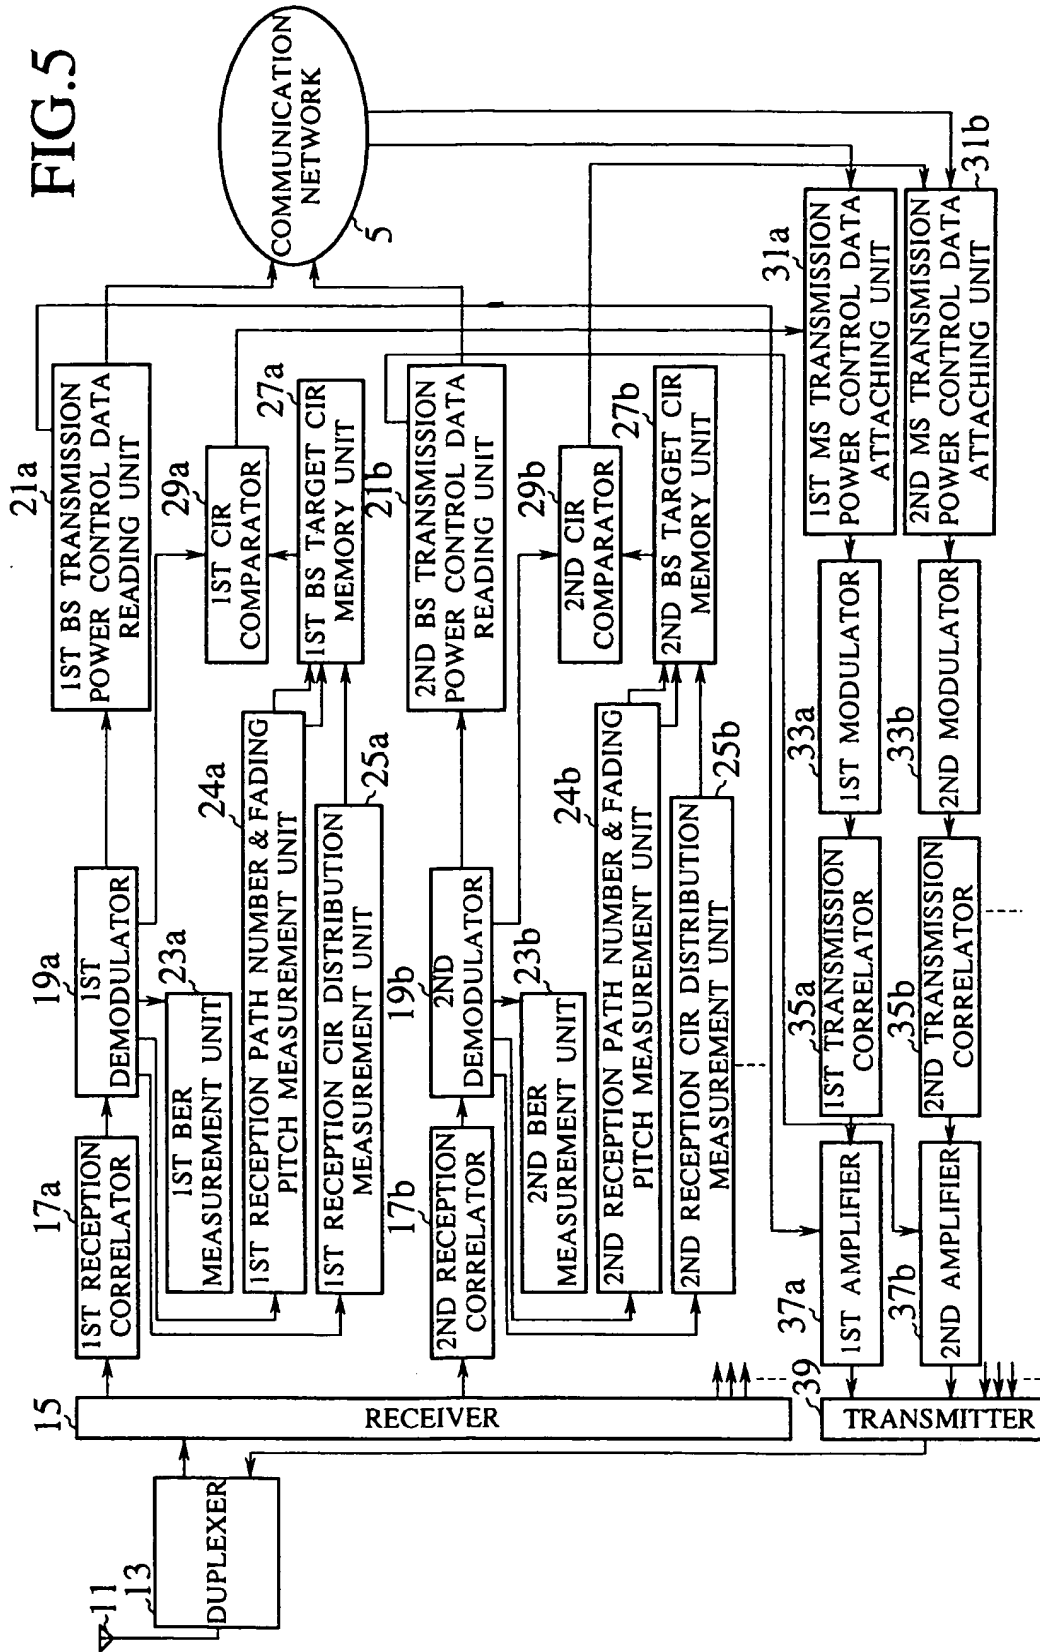 FIG.5
11
13
DUPLEXER
15
RECEIVER
17a
1ST RECEPTION
CORRELATOR
19a
1ST
DEMODULATOR
21a
1ST BS TRANSMISSION
POWER CONTROL DATA
READING UNIT
23a
1ST BER
MEASUREMENT UNIT
24a
1ST RECEPTION PATH NUMBER & FADING
PITCH MEASUREMENT UNIT
25a
1ST RECEPTION CIR DISTRIBUTION
MEASUREMENT UNIT
29a
1ST CIR
COMPARATOR
27a
1ST BS TARGET CIR
MEMORY UNIT
COMMUNICATION
NETWORK
5
17b
2ND RECEPTION
CORRELATOR
19b
2ND
DEMODULATOR
21b
2ND BS TRANSMISSION
POWER CONTROL DATA
READING UNIT
23b
2ND BER
MEASUREMENT UNIT
24b
2ND RECEPTION PATH NUMBER & FADING
PITCH MEASUREMENT UNIT
25b
2ND RECEPTION CIR DISTRIBUTION
MEASUREMENT UNIT
29b
2ND CIR
COMPARATOR
27b
2ND BS TARGET CIR
MEMORY UNIT
39
TRANSMITTER
37a
1ST AMPLIFIER
35a
1ST TRANSMISSION
CORRELATOR
33a
1ST MODULATOR
31a
1ST MS TRANSMISSION
POWER CONTROL DATA
ATTACHING UNIT
37b
2ND AMPLIFIER
35b
2ND TRANSMISSION
CORRELATOR
33b
2ND MODULATOR
31b
2ND MS TRANSMISSION
POWER CONTROL DATA
ATTACHING UNIT